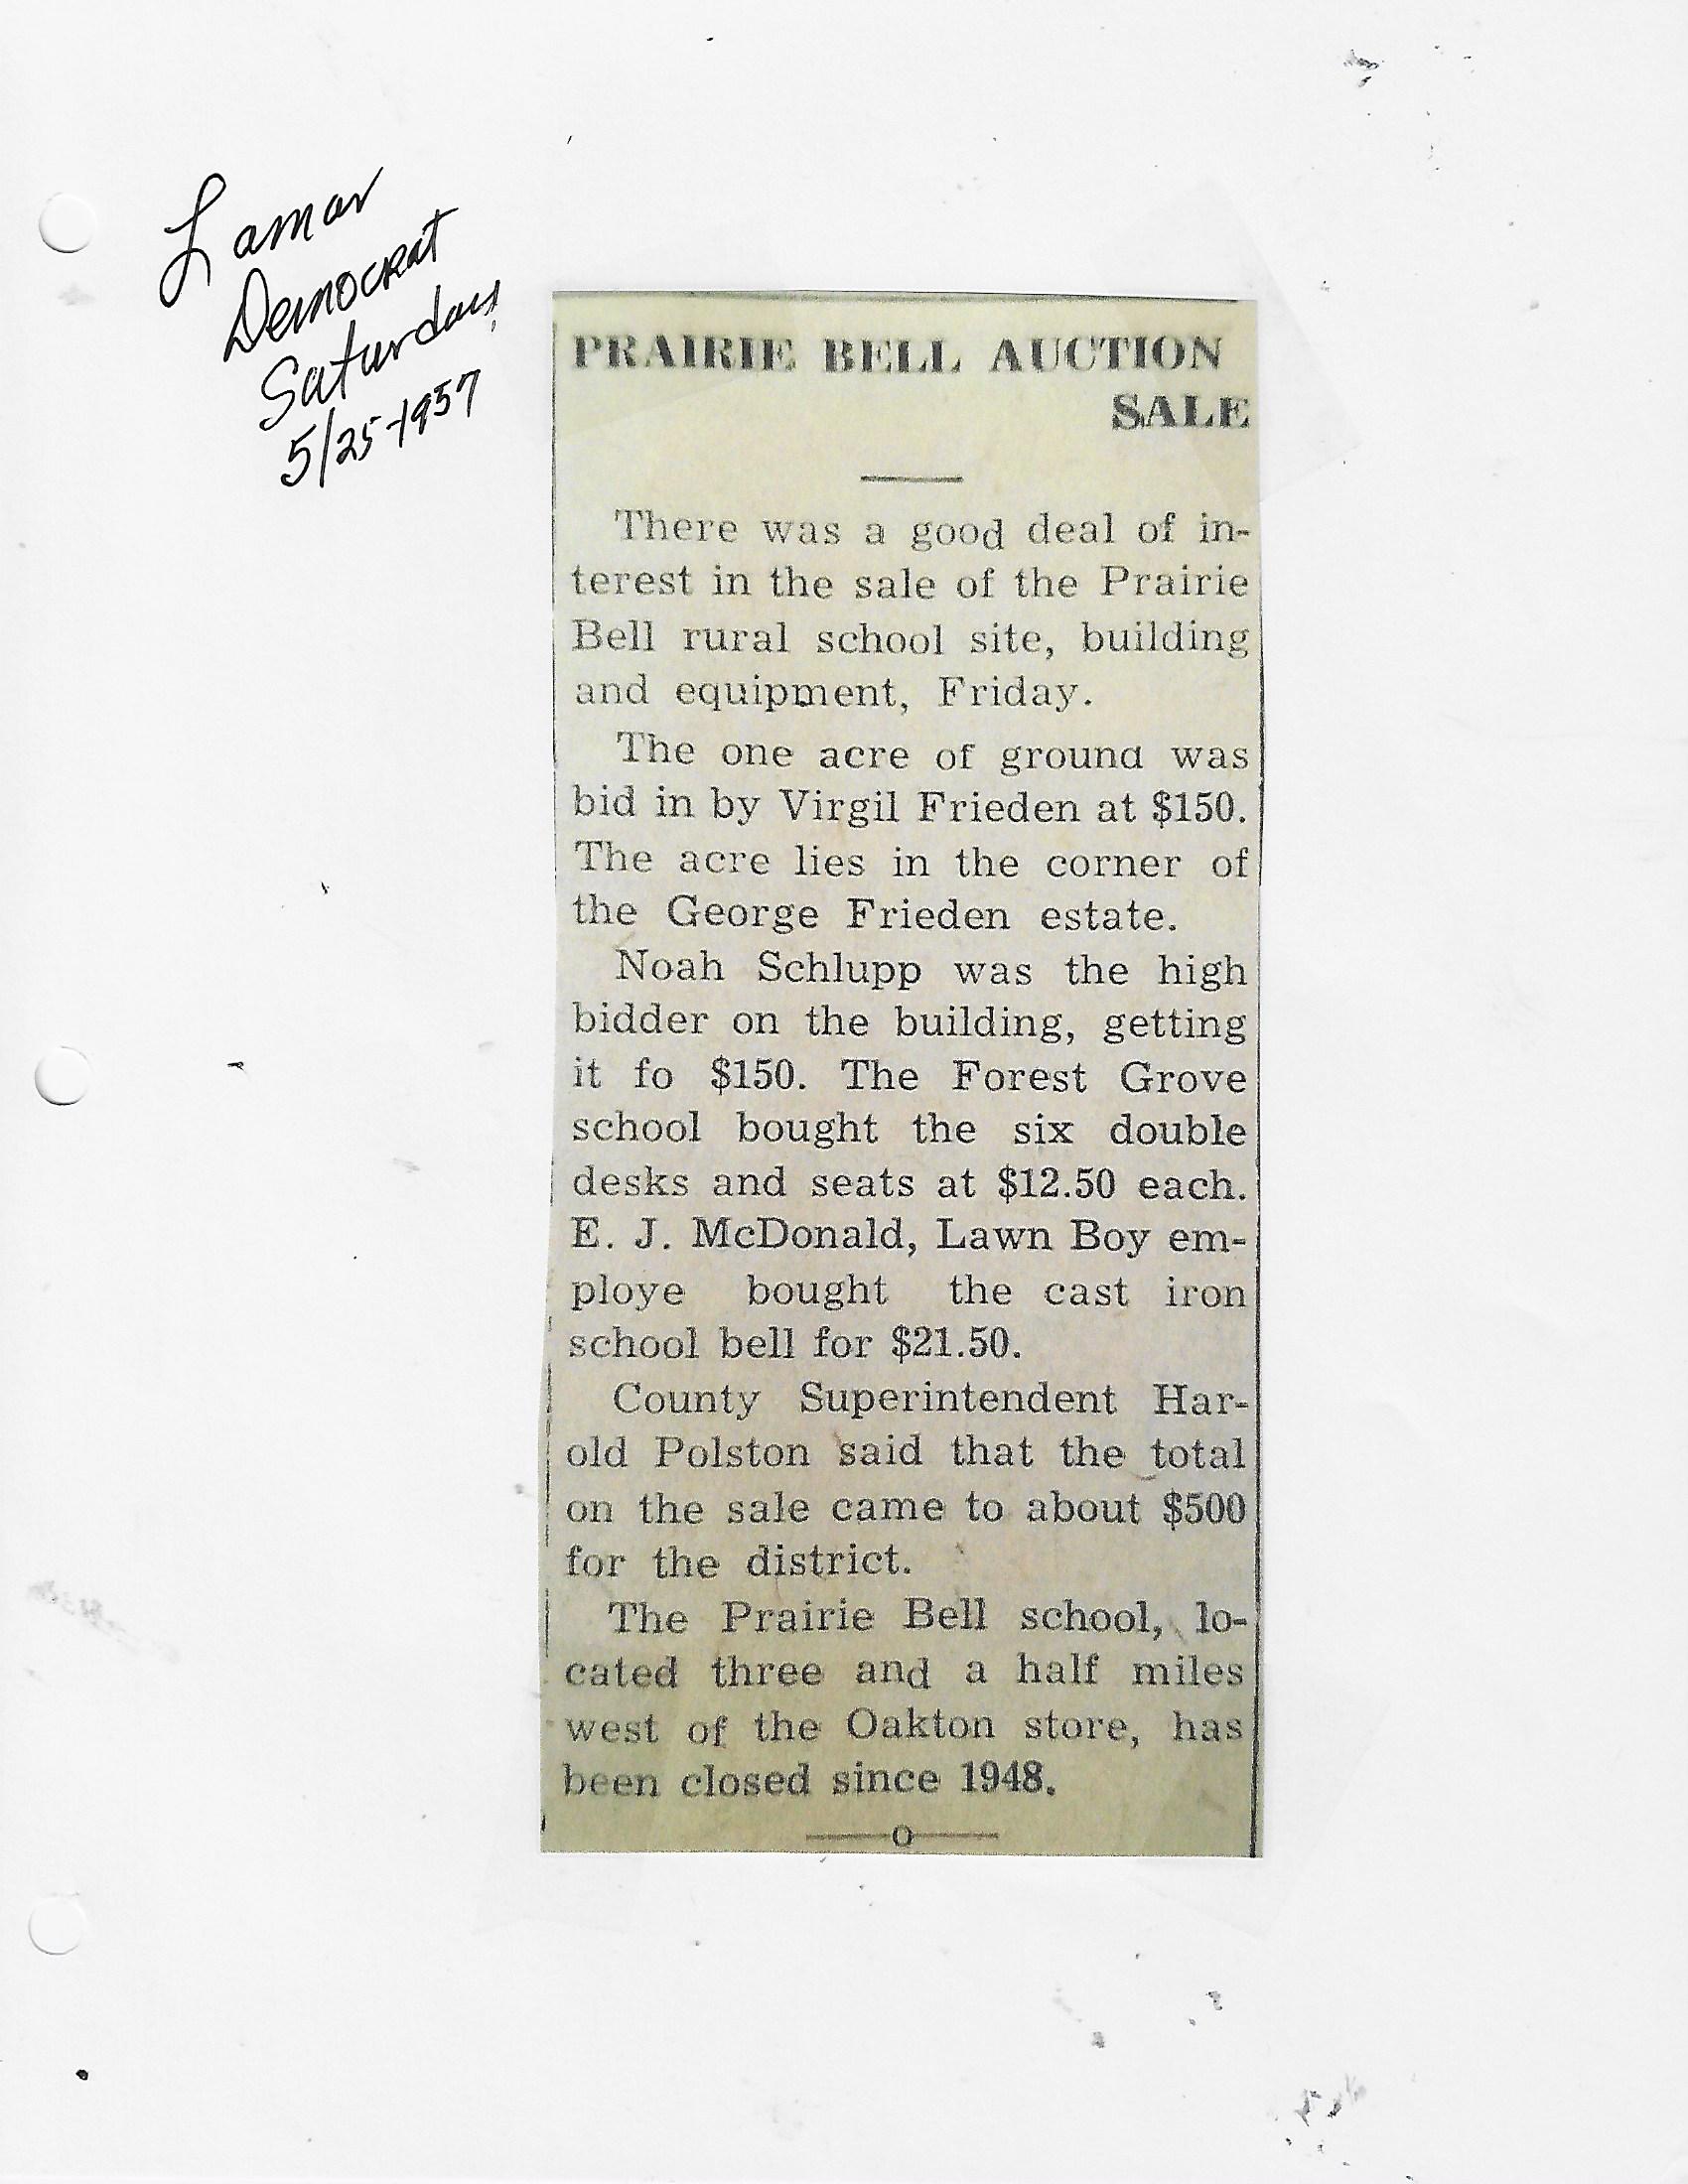 Lamar
Democrat
Saturday
5/25-1957
PRAIRIE BELL AUCTION
SALE
There was a good deal of in-
terest in the sale of the Prairie
Bell rural school site, building
and equipment, Friday.
The one acre of ground was
bid in by Virgil Frieden at $150.
The acre lies in the corner of
the George Frieden estate.
Noah Schlupp was the high
bidder on the building, getting
it fo $150. The Forest Grove
school bought the six double
desks and seats at $12.50 each.
E. J. McDonald, Lawn Boy em-
ploye bought the cast iron
school bell for $21.50.
County Superintendent Har-
old Polston said that the total
on the sale came to about $500
for the district.
The Prairie Bell school, lo-
cated three and a half miles
west of the Oakton store, has
been closed since 1948.